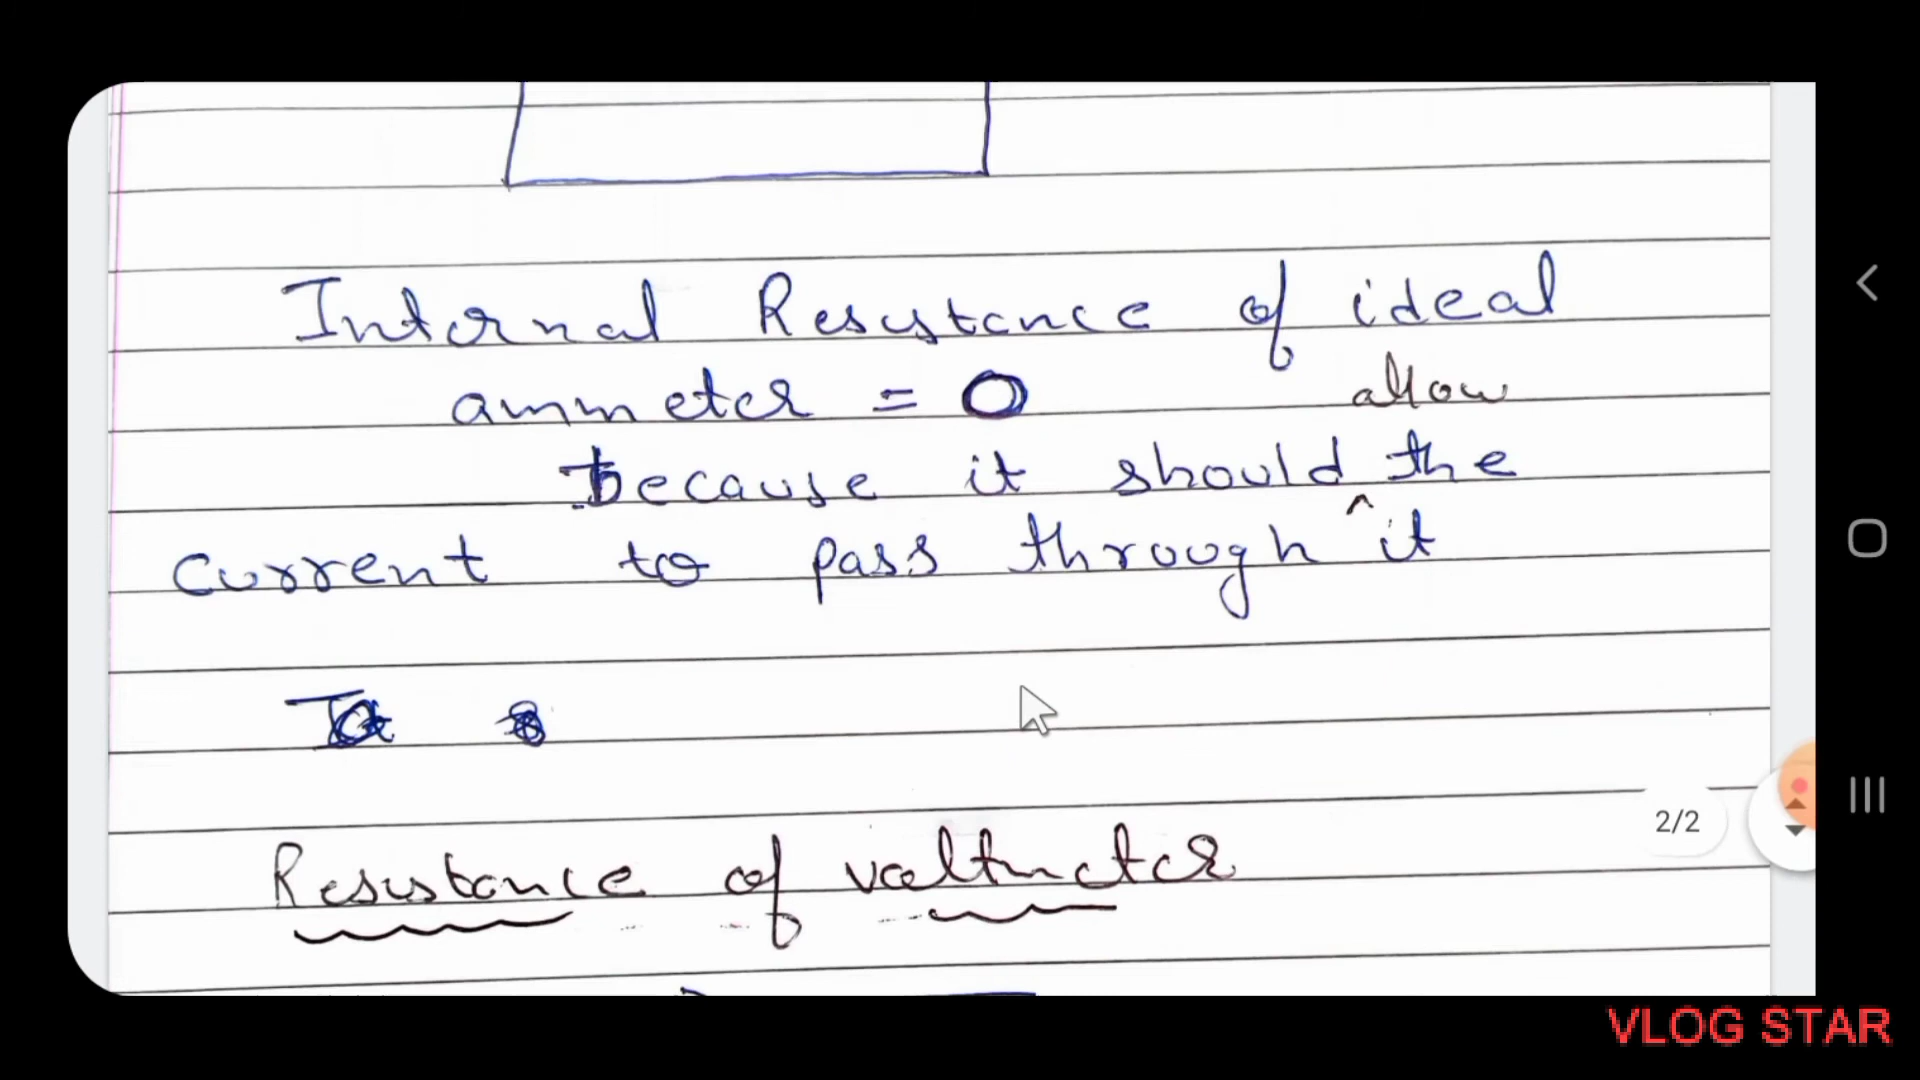 Internal Resistance of ideal
ammeter = 0
allow
because it should ^ the
current to pass through it
2/2
Resistance of voltmeter
VLOG STAR